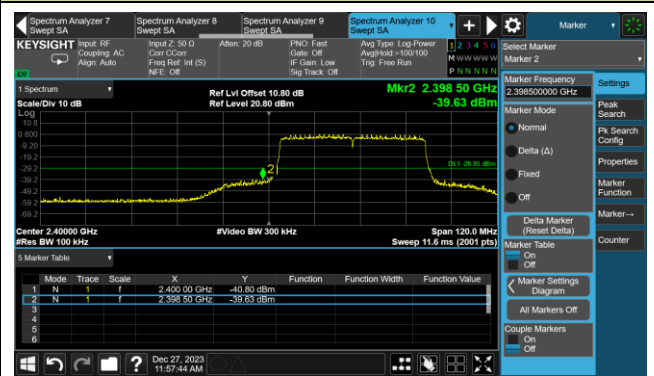 Spectrum Analyzer 7
Swept SA
Spectrum Analyzer 8
Swept SA
Spectrum Analyzer 9
Swept SA
Spectrum Analyzer 10
Swept SA
Marker
KEYSIGHT
Input: RF
Coupling: AC
Align: Auto
Input Z: 50 Ω
Corr CCorr
Freq Ref: Int (S)
NFE: Off
Atten: 20 dB
PNO: Fast
Gate: Off
IF Gain: Low
Sig Track: Off
Avg Type: Log-Power
Avg|Hold:>100/100
Trig: Free Run
1 2 3 4 5 6
M W W W W W
P N N N N N
LXI
Select Marker
Marker 2
1 Spectrum
Scale/Div 10 dB
Log
Ref Lvl Offset 10.80 dB
Ref Level 20.80 dBm
Mkr2 2.398 50 GHz
-39.63 dBm
10.8
0.800
-9.20
-19.2
-29.2
-39.2
-49.2
-59.2
-69.2
2
DL1 -28.80 dBm
Center 2.40000 GHz
#Res BW 100 kHz
#Video BW 300 kHz
Span 120.0 MHz
Sweep 11.6 ms (2001 pts)
5 Marker Table
Mode Trace Scale X Y Function Function Width Function Value
1 N 1 f 2.400 00 GHz -40.80 dBm
2 N 1 f 2.398 50 GHz -39.63 dBm
3
4
5
6
Marker Frequency
2.398500000 GHz
Marker Mode
Normal
Delta (Δ)
Fixed
Off
Delta Marker
(Reset Delta)
Marker Table
On
Off
Marker Settings
Diagram
All Markers Off
Couple Markers
On
Off
Settings
Peak
Search
Pk Search
Config
Properties
Marker
Function
Marker→
Counter
?
Dec 27, 2023
11:57:44 AM